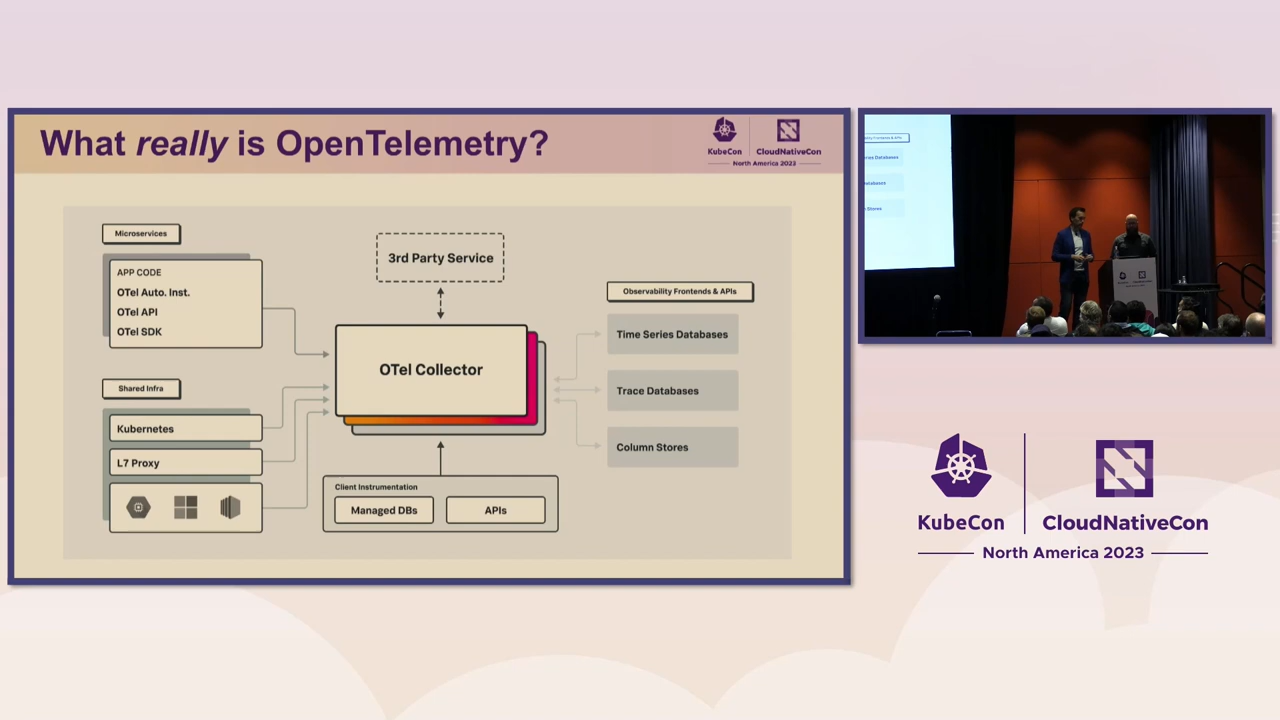 What really is OpenTelemetry?
KubeCon
CloudNativeCon
North America 2023
Microservices
APP CODE
OTel Auto. Inst.
OTel API
OTel SDK
Shared Infra
Kubernetes
L7 Proxy
3rd Party Service
OTel Collector
Client Instrumentation
Managed DBs
APIs
Observability Frontends & APIs
Time Series Databases
Trace Databases
Column Stores
KubeCon
CloudNativeCon
North America 2023